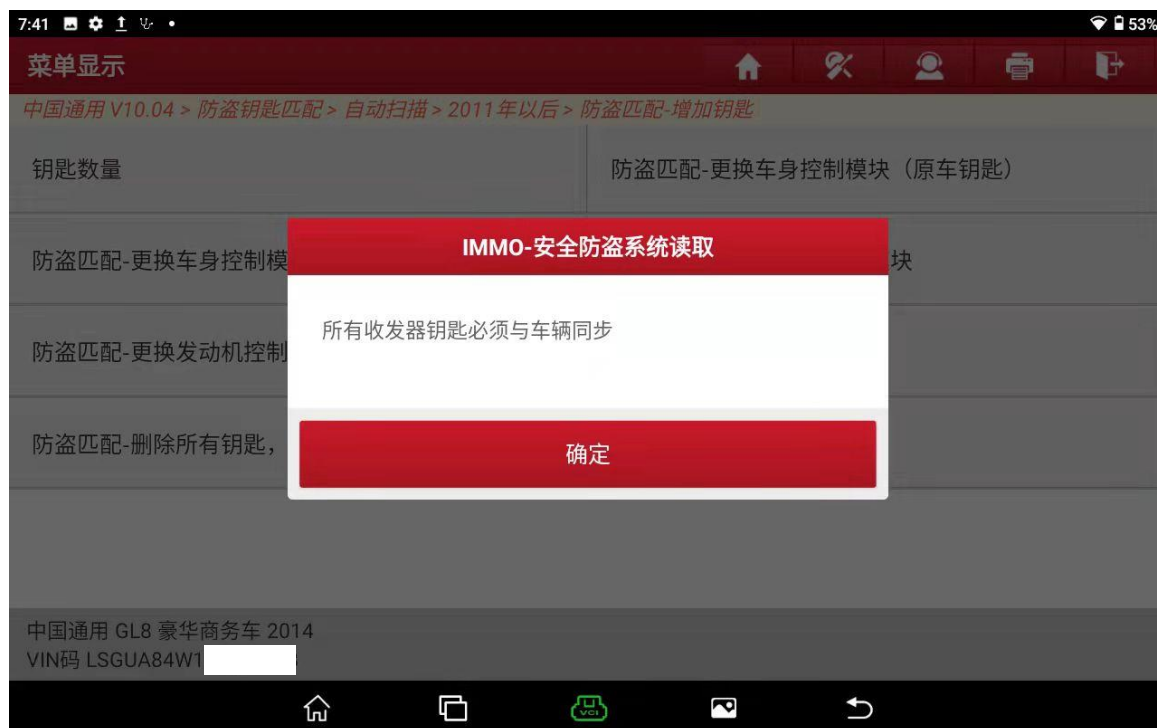 7:41
53%
菜单显示
中国通用 V10.04 > 防盗钥匙匹配 > 自动扫描 > 2011年以后 > 防盗匹配-增加钥匙
钥匙数量
防盗匹配-更换车身控制模块（原车钥匙）
IMMO-安全防盗系统读取
防盗匹配-更换车身控制模
块
所有收发器钥匙必须与车辆同步
防盗匹配-更换发动机控制
防盗匹配-删除所有钥匙，
确定
中国通用 GL8 豪华商务车 2014
VIN码 LSGUA84W1
VCI